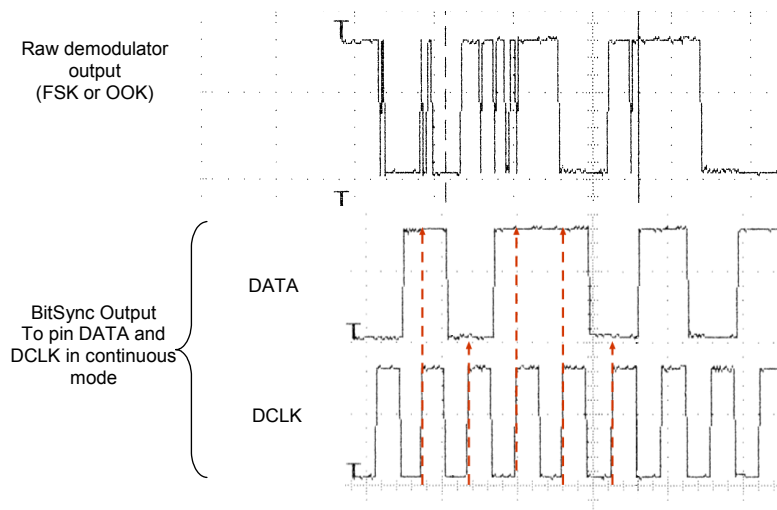 Raw demodulator
output
(FSK or OOK)
BitSync Output
To pin DATA and
DCLK in continuous
mode
DATA
DCLK